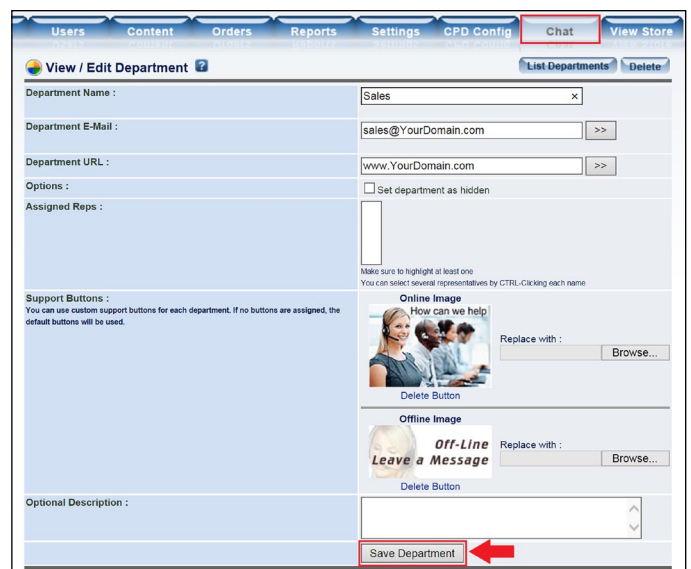 Users Content Orders Reports Settings CPD Config Chat View Store
View / Edit Department ? List Departments Delete
Department Name :
Sales ×
Department E-Mail :
sales@YourDomain.com >>
Department URL :
www.YourDomain.com >>
Options :
Set department as hidden
Assigned Reps :
Make sure to highlight at least one
You can select several representatives by CTRL-Clicking each name
Support Buttons :
You can use custom support buttons for each department. If no buttons are assigned, the
default buttons will be used.
Online Image
How can we help
Replace with :
Browse...
Delete Button
Offline Image
Off-Line
Leave a Message
Replace with :
Browse...
Delete Button
Optional Description :
Save Department